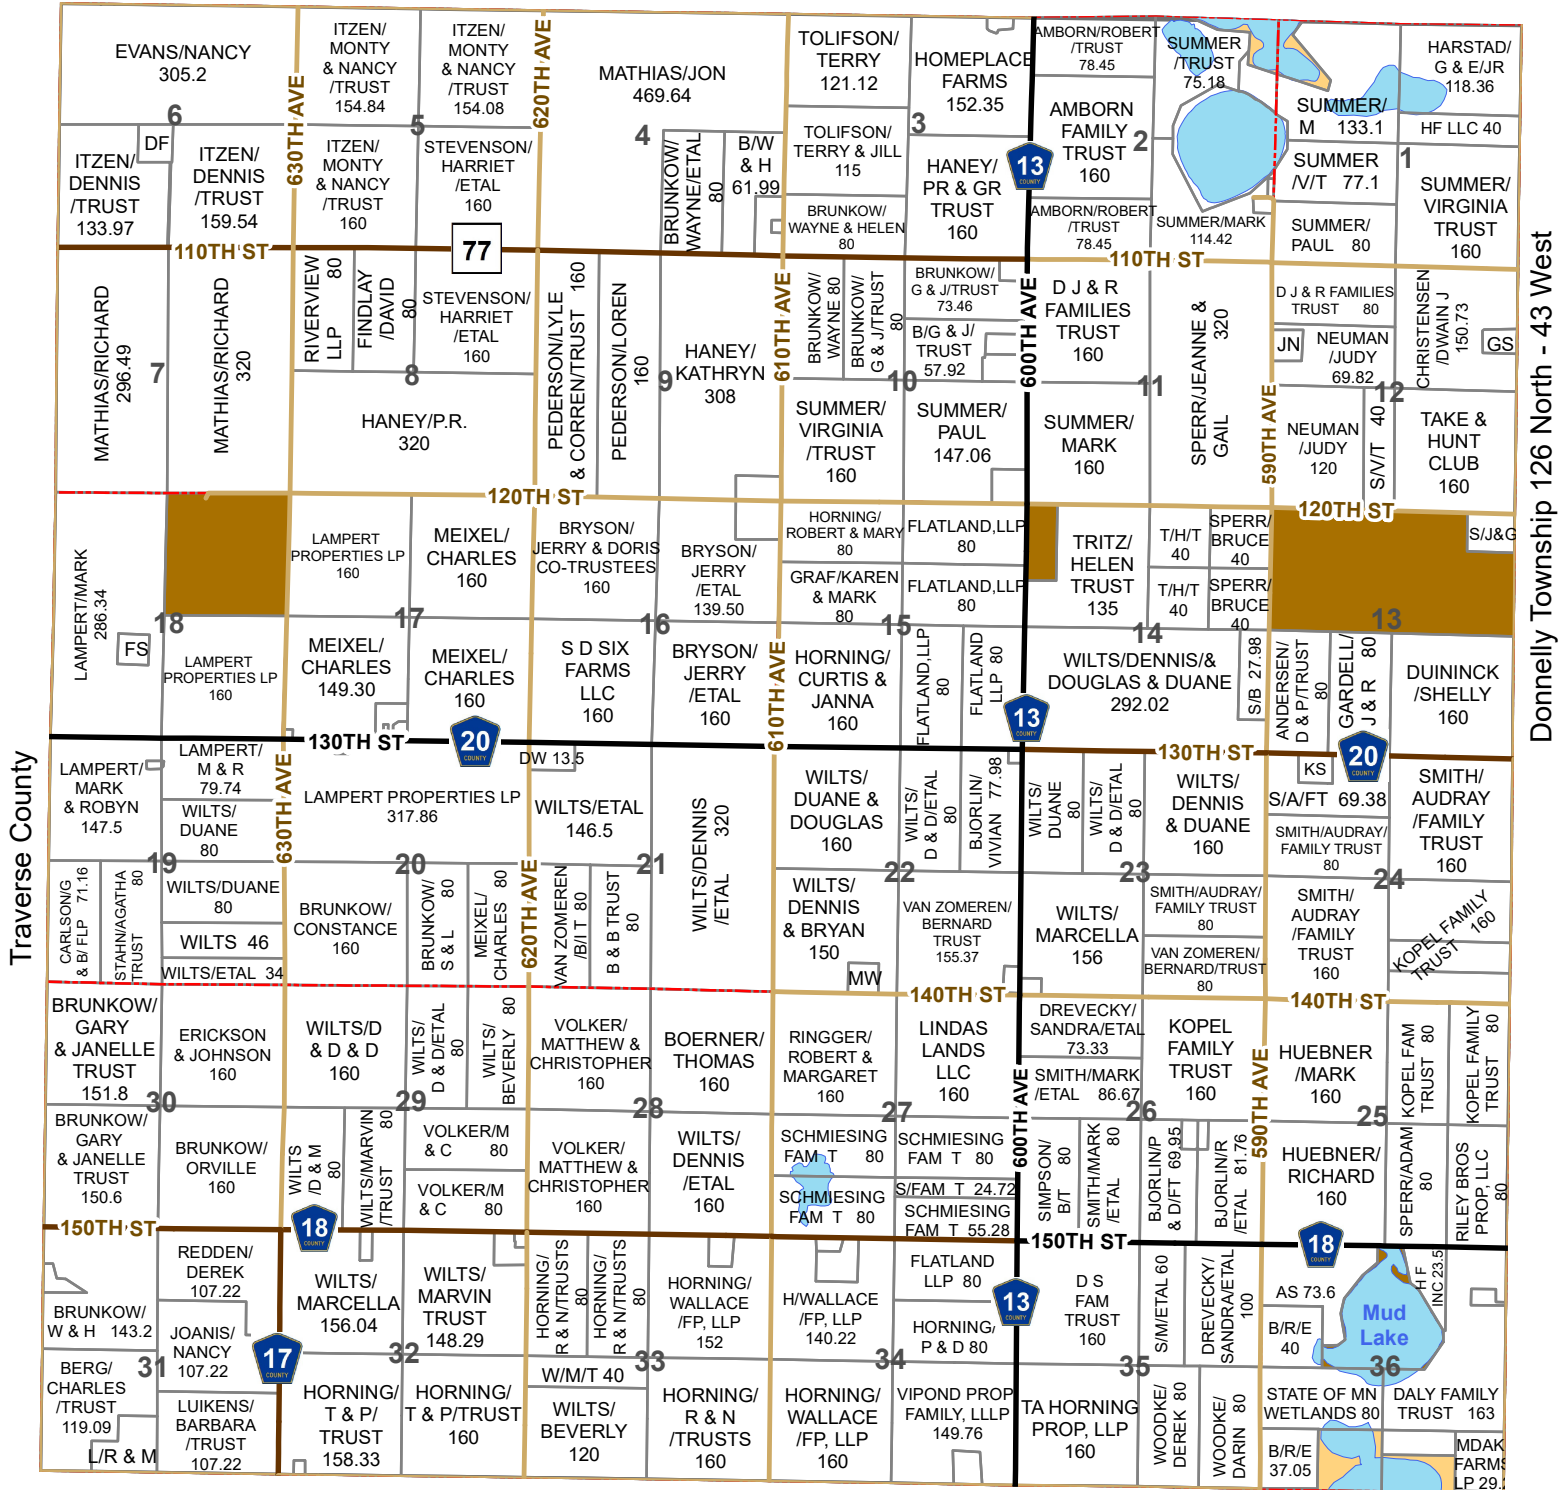 EVANS/NANCY
305.2
6
ITZEN/
MONTY
& NANCY
/TRUST
154.84
ITZEN/
MONTY
& NANCY
/TRUST
154.08
5
630TH AVE
620TH AVE
MATHIAS/JON
469.64
4
TOLIFSON/
TERRY
121.12
HOMEPLACE
FARMS
152.35
3
AMBORN/ROBERT
/TRUST
78.45
SUMMER
/TRUST
75.18
AMBORN
FAMILY
TRUST
160
2
SUMMER/
M 133.1
HARSTAD/
G & E/JR
118.36
HF LLC 40
1
DF
ITZEN/
DENNIS
/TRUST
133.97
ITZEN/
DENNIS
/TRUST
159.54
ITZEN/
MONTY
& NANCY
/TRUST
160
STEVENSON/
HARRIET
/ETAL
160
BRUNKOW/
WAYNE/ETAL
80
B/W
& H
61.99
TOLIFSON/
TERRY & JILL
115
BRUNKOW/
WAYNE & HELEN
80
HANEY/
PR & GR
TRUST
160
13
COUNTY
AMBORN/ROBERT
/TRUST
78.45
SUMMER/MARK
114.42
SUMMER
/V/T 77.1
SUMMER/
PAUL 80
SUMMER/
VIRGINIA
TRUST
160
110TH ST
77
110TH ST
MATHIAS/RICHARD
296.49
7
MATHIAS/RICHARD
320
RIVERVIEW
LLP
80
FINDLAY
/DAVID
80
STEVENSON/
HARRIET
/ETAL
160
8
HANEY/P.R.
320
PEDERSON/LYLE
& CORREN/TRUST 160
PEDERSON/LOREN
160
9
HANEY/
KATHRYN
308
610TH AVE
BRUNKOW/
WAYNE 80
BRUNKOW/
G & J/TRUST
80
BRUNKOW/
G & J/TRUST
73.46
B/G & J/
TRUST
57.92
10
SUMMER/
VIRGINIA
/TRUST
160
SUMMER/
PAUL
147.06
600TH AVE
D J & R
FAMILIES
TRUST
160
11
SUMMER/
MARK
160
SPERR/JEANNE &
GAIL
320
590TH AVE
D J & R FAMILIES
TRUST 80
JN
NEUMAN
/JUDY
69.82
CHRISTENSEN
/DWAIN J
150.73
GS
12
NEUMAN
/JUDY
120
S/V/T 40
TAKE &
HUNT
CLUB
160
120TH ST
120TH ST
LAMPERT/MARK
286.34
FS
18
LAMPERT
PROPERTIES LP
160
LAMPERT
PROPERTIES LP
160
MEIXEL/
CHARLES
160
17
MEIXEL/
CHARLES
149.30
MEIXEL/
CHARLES
160
BRYSON/
JERRY & DORIS
CO-TRUSTEES
160
BRYSON/
JERRY
/ETAL
139.50
16
S D SIX
FARMS
LLC
160
BRYSON/
JERRY
/ETAL
160
610TH AVE
HORNING/
ROBERT & MARY
80
GRAF/KAREN
& MARK
80
FLATLAND,LLP
80
FLATLAND,LLP
80
15
HORNING/
CURTIS &
JANNA
160
FLATLAND,LLP
80
FLATLAND
LLP 80
TRITZ/
HELEN
TRUST
135
T/H/T
40
T/H/T
40
SPERR/
BRUCE
40
SPERR/
BRUCE
40
14
WILTS/DENNIS/&
DOUGLAS & DUANE
292.02
S/B 27.98
S/J&G
13
ANDERSEN/
D & P/TRUST
80
GARDELL/
J & R 80
DUININCK
/SHELLY
160
13
COUNTY
130TH ST
20
COUNTY
130TH ST
20
COUNTY
LAMPERT/
MARK
& ROBYN
147.5
LAMPERT/
M & R
79.74
WILTS/
DUANE
80
19
630TH AVE
LAMPERT PROPERTIES LP
317.86
20
DW 13.5
WILTS/ETAL
146.5
21
WILTS/DENNIS
/ETAL
320
WILTS/
DUANE &
DOUGLAS
160
WILTS/
D & D/ETAL
80
BJORLIN/
VIVIAN 77.98
22
WILTS/
DUANE
80
WILTS/
D & D/ETAL
80
WILTS/
DENNIS
& DUANE
160
23
KS
S/A/FT 69.38
SMITH/AUDRAY/
FAMILY TRUST
80
SMITH/
AUDRAY
/FAMILY
TRUST
160
24
CARLSON/G
& B/ FLP 71.16
STAHN/AGATHA
TRUST 80
WILTS/DUANE
80
WILTS 46
WILTS/ETAL 34
BRUNKOW/
CONSTANCE
160
BRUNKOW/
S & L 80
MEIXEL/
CHARLES 80
620TH AVE
VAN ZOMEREN
/B/I T 80
B & B TRUST
80
WILTS/
DENNIS
& BRYAN
150
MW
VAN ZOMEREN/
BERNARD
TRUST
155.37
WILTS/
MARCELLA
156
SMITH/AUDRAY/
FAMILY TRUST
80
VAN ZOMEREN/
BERNARD/TRUST
80
SMITH/
AUDRAY
/FAMILY
TRUST
160
KOPEL FAMILY
TRUST 160
140TH ST
140TH ST
BRUNKOW/
GARY
& JANELLE
TRUST
151.8
ERICKSON
& JOHNSON
160
30
WILTS/D
& D & D
160
WILTS/
D & D/ETAL
80
WILTS/
BEVERLY 80
29
VOLKER/
MATTHEW &
CHRISTOPHER
160
BOERNER/
THOMAS
160
28
RINGGER/
ROBERT &
MARGARET
160
LINDAS
LANDS
LLC
160
27
600TH AVE
DREVECKY/
SANDRA/ETAL
73.33
SMITH/MARK
/ETAL 86.67
KOPEL
FAMILY
TRUST
160
26
590TH AVE
HUEBNER
/MARK
160
KOPEL FAM
TRUST 80
KOPEL FAMILY
TRUST 80
25
BRUNKOW/
GARY
& JANELLE
TRUST
150.6
BRUNKOW/
ORVILLE
160
WILTS
/D & M
80
WILTS/MARVIN
/TRUST 80
VOLKER/M
& C 80
VOLKER/M
& C 80
VOLKER/
MATTHEW &
CHRISTOPHER
160
WILTS/
DENNIS
/ETAL
160
SCHMIESING
FAM T 80
SCHMIESING
FAM T 80
SCHMIESING
FAM T 80
S/FAM T 24.72
SCHMIESING
FAM T 55.28
SIMPSON/
B/T 80
SMITH/MARK
/ETAL 80
BJORLIN/P
& D/FT 69.95
BJORLIN/R
/ETAL 81.76
HUEBNER/
RICHARD
160
SPERR/ADAM
80
RILEY BROS
PROP, LLC
80
150TH ST
18
COUNTY
150TH ST
18
COUNTY
BRUNKOW/
W & H 143.2
REDDEN/
DEREK
107.22
JOANIS/
NANCY
107.22
31
BERG/
CHARLES
/TRUST
119.09
L/R & M
LUIKENS/
BARBARA
/TRUST
107.22
17
COUNTY
WILTS/
MARCELLA
156.04
WILTS/
MARVIN
TRUST
148.29
32
HORNING/
T & P/
TRUST
158.33
HORNING/
T & P/TRUST
160
HORNING/
R & N/TRUSTS
80
HORNING/
R & N/TRUSTS
80
HORNING/
WALLACE
/FP, LLP
152
33
W/M/T 40
WILTS/
BEVERLY
120
HORNING/
R & N
/TRUSTS
160
H/WALLACE
/FP, LLP
140.22
FLATLAND
LLP 80
HORNING/
P & D 80
34
HORNING/
WALLACE
/FP, LLP
160
VIPOND PROP
FAMILY, LLLP
149.76
13
COUNTY
D S
FAM
TRUST
160
S/M/ETAL 60
DREVECKY/
SANDRA/ETAL
100
35
TA HORNING
PROP, LLP
160
WOODKE/
DEREK 80
WOODKE/
DARIN 80
AS 73.6
B/R/E
40
Mud
Lake
H F
INC 23.5
36
STATE OF MN
WETLANDS 80
DALY FAMILY
TRUST 163
B/R/E
37.05
MDAK
FARMS
LP 29.
Traverse County
Donnelly Township 126 North - 43 West